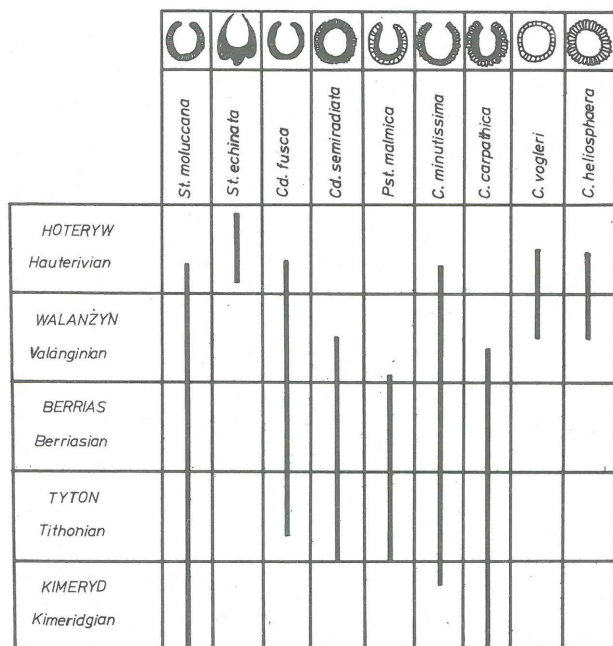 St. moluccana
St. echinata
Cd. fusca
Cd. semiradiata
Pst. malmica
C. minutissima
C. carpathica
C. vogleri
C. heliosphaera
HOTERYW
Hauterivian
WALANŻYN
Valanginian
BERRIAS
Berriasian
TYTON
Tithonian
KIMERYD
Kimeridgian